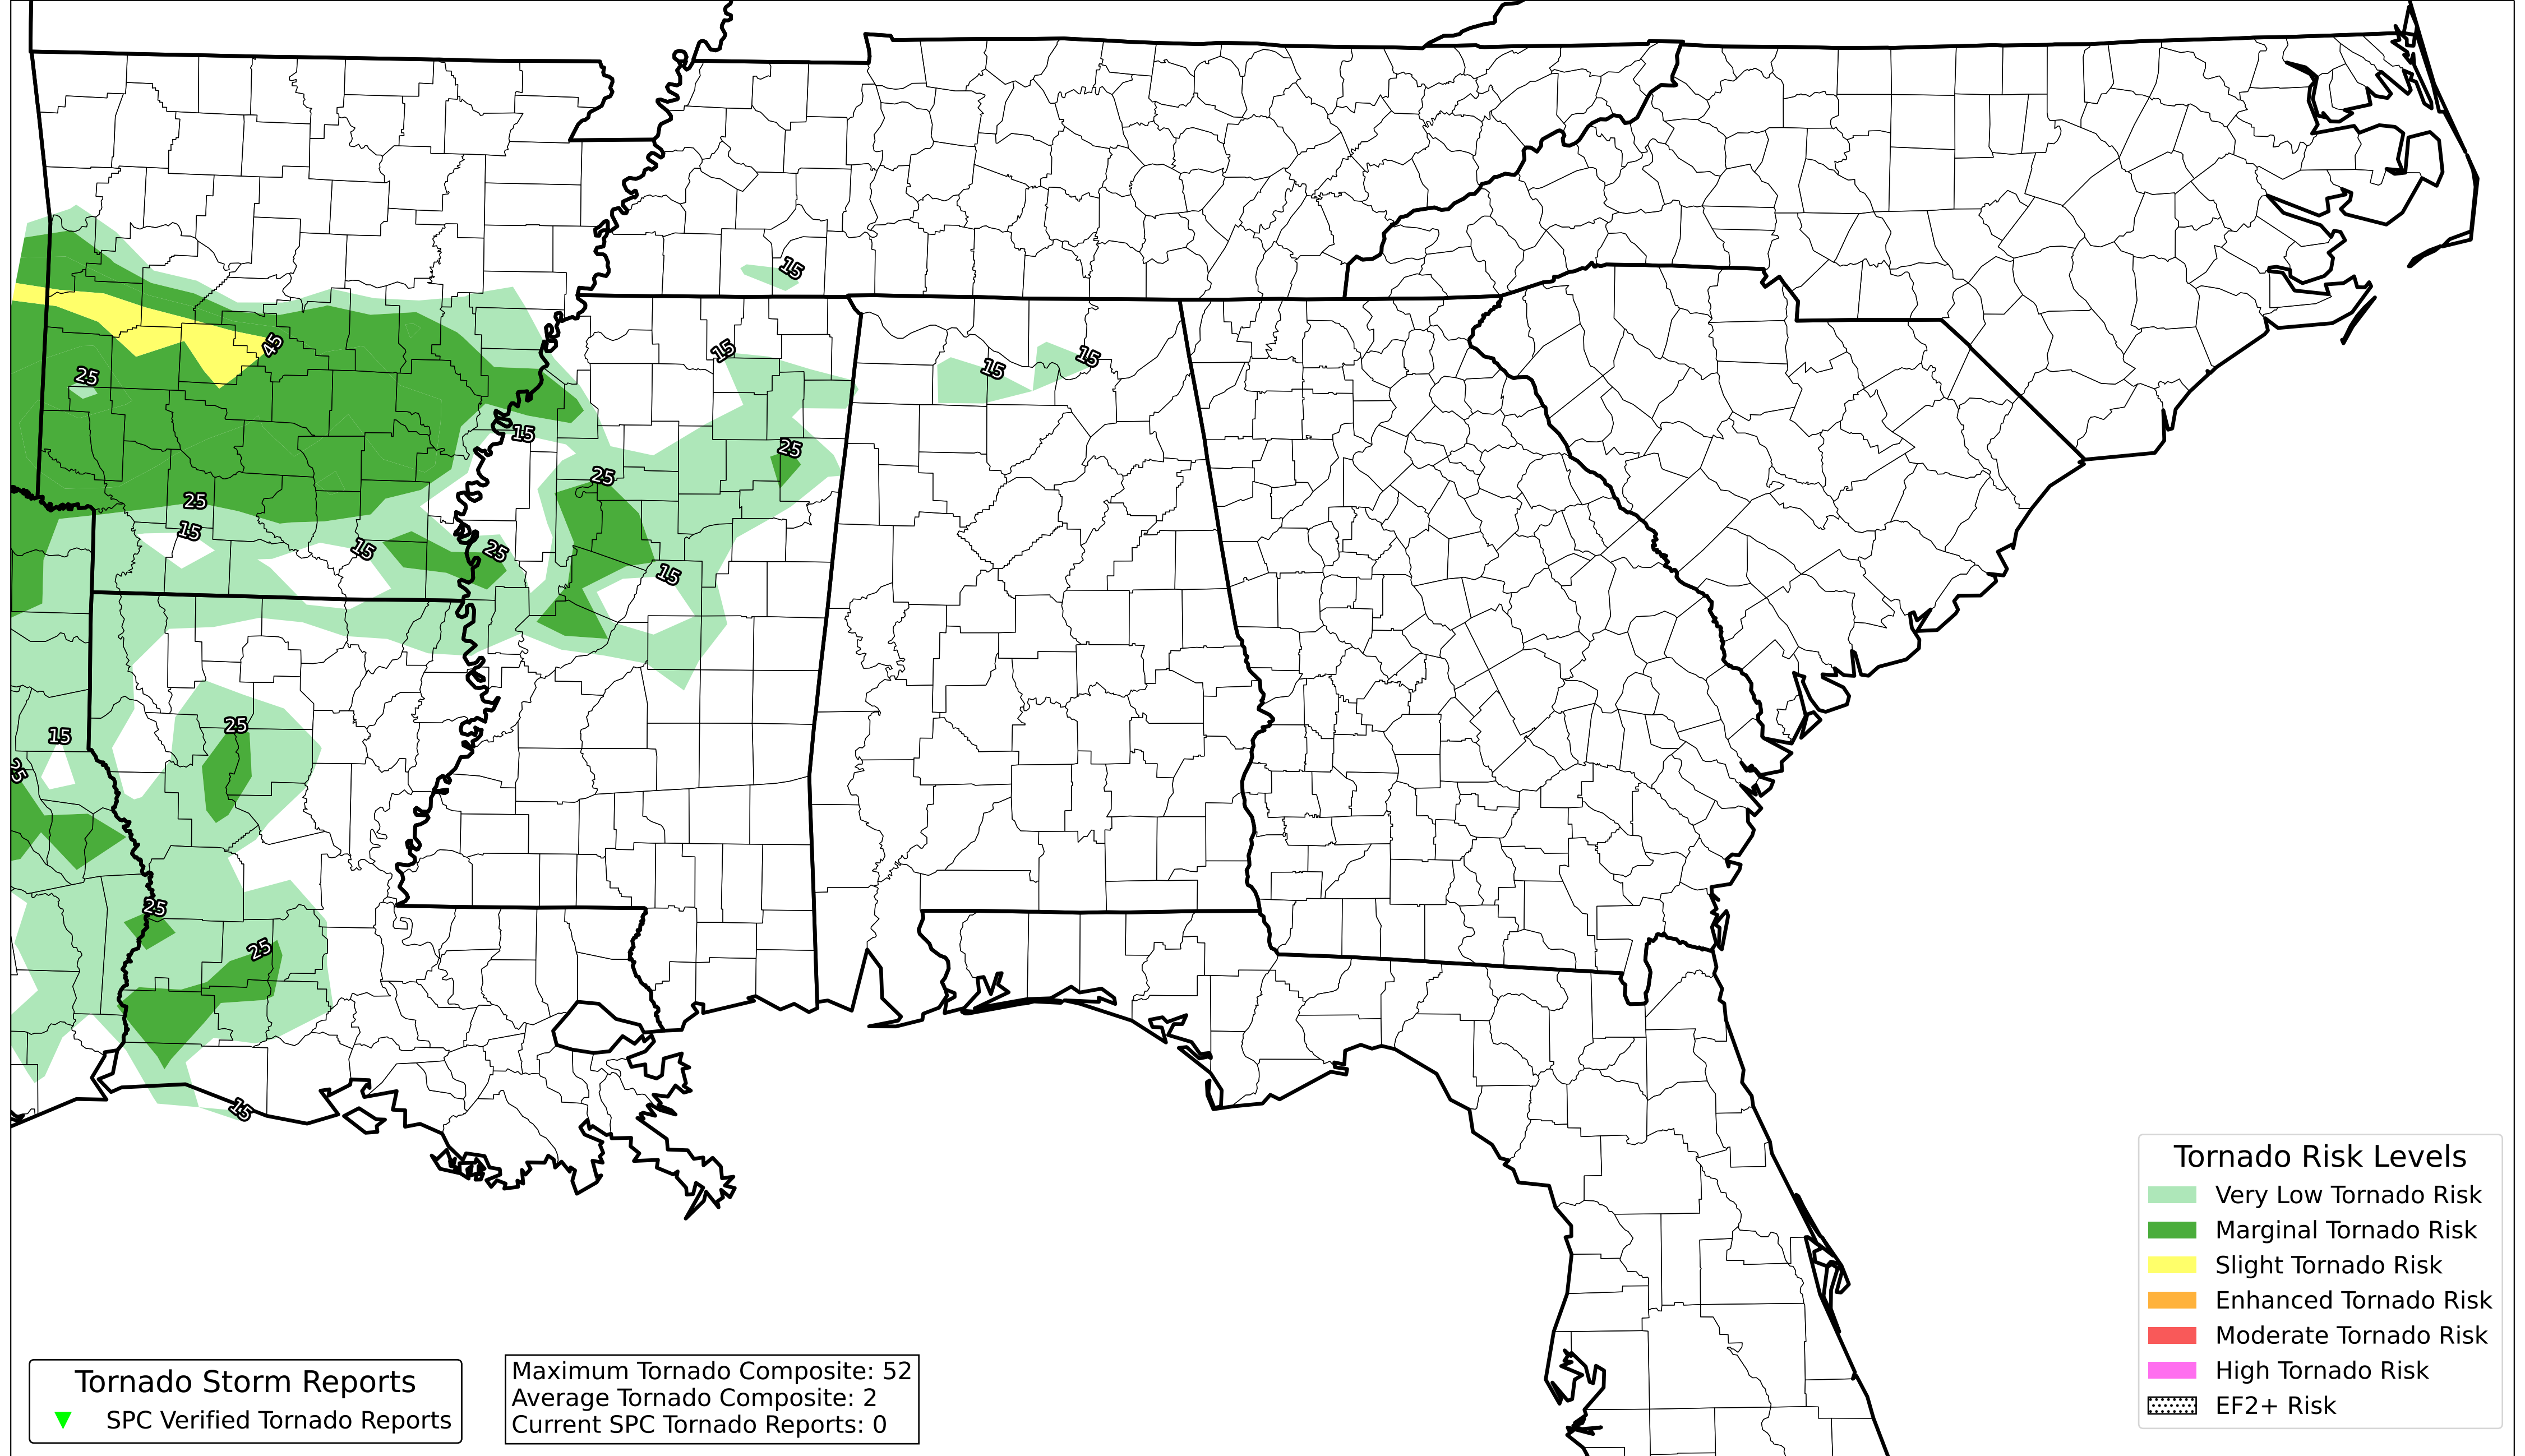 15
15
45
15
15
25
15
25
25
25
15
15
25
15
25
15
25
25
25
15
Tornado Risk Levels
Very Low Tornado Risk
Marginal Tornado Risk
Slight Tornado Risk
Enhanced Tornado Risk
Moderate Tornado Risk
High Tornado Risk
EF2+ Risk
Tornado Storm Reports
SPC Verified Tornado Reports
Maximum Tornado Composite: 52
Average Tornado Composite: 2
Current SPC Tornado Reports: 0